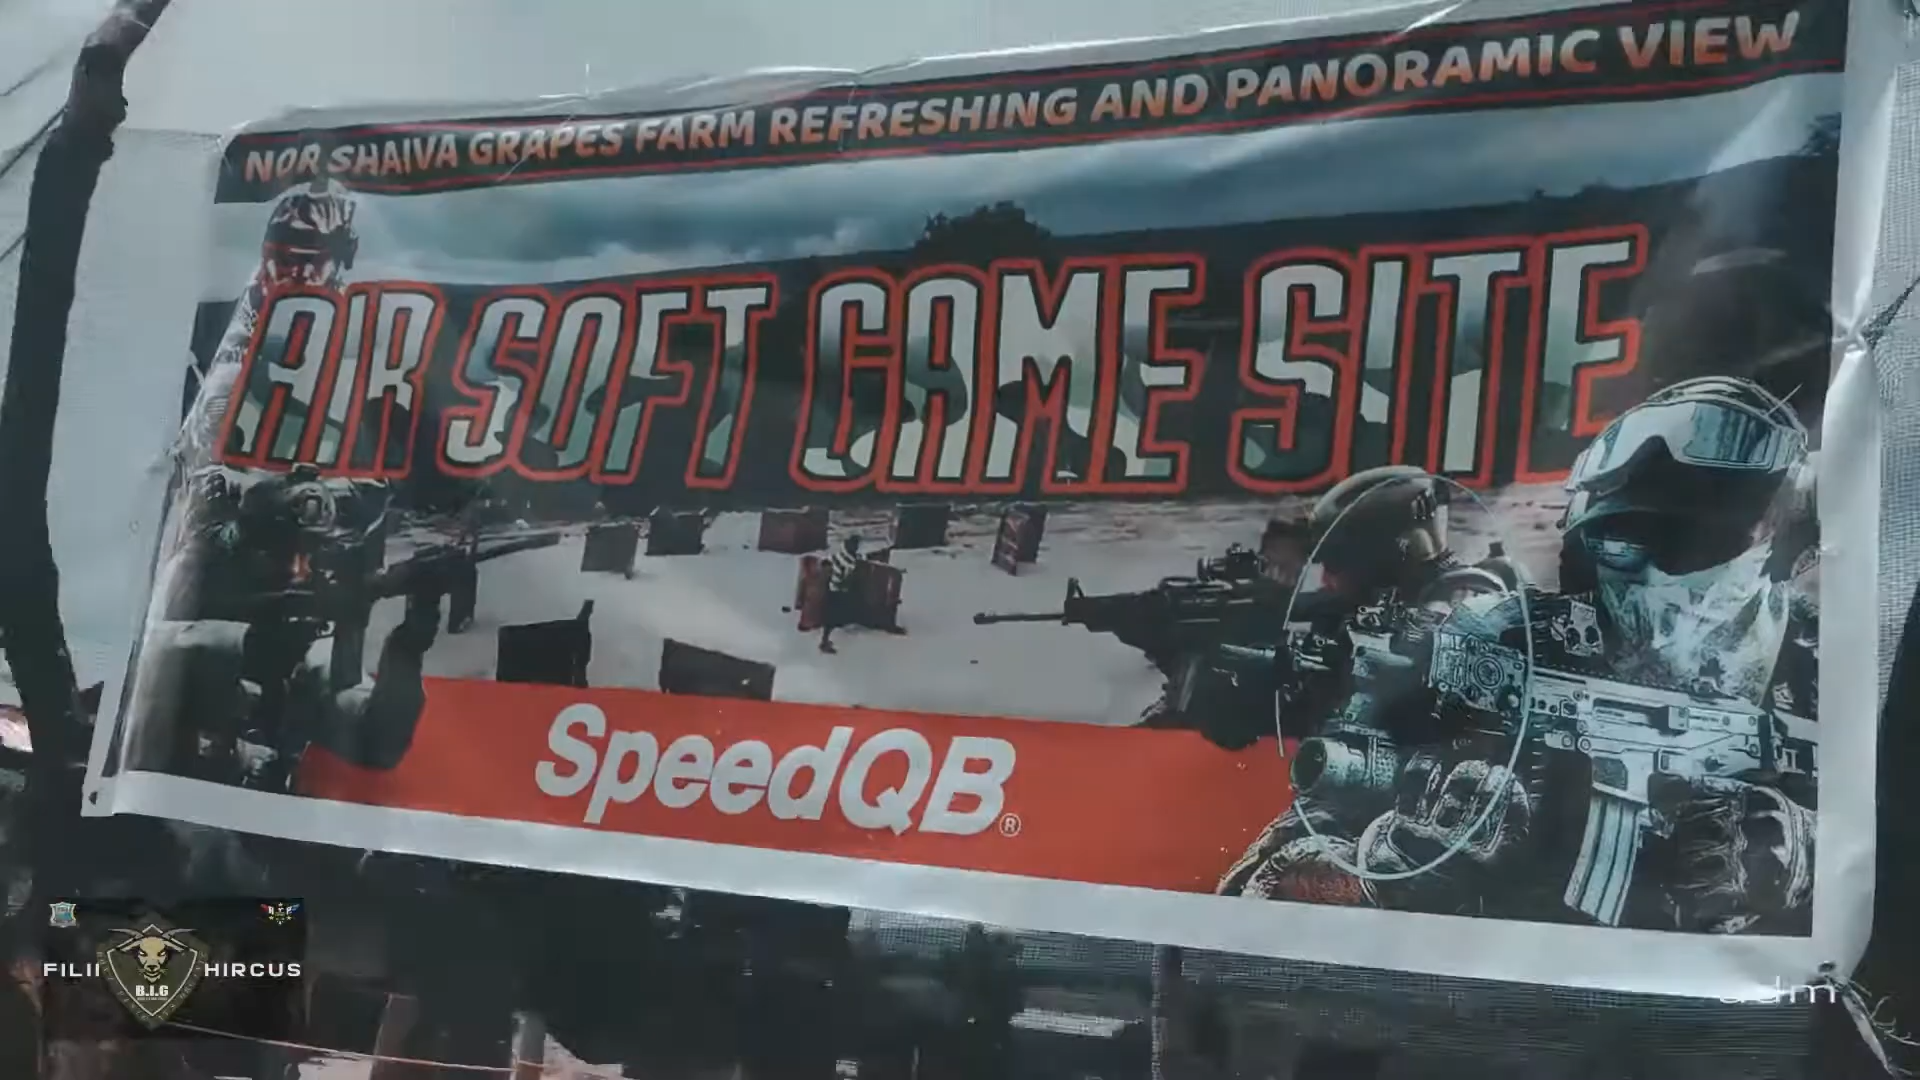 NOR SHAIVA GRAPES FARM REFRESHING AND PANORAMIC VIEW
AIR SOFT GAME SITE
SpeedQB®
FILII HIRCUS
B.I.G